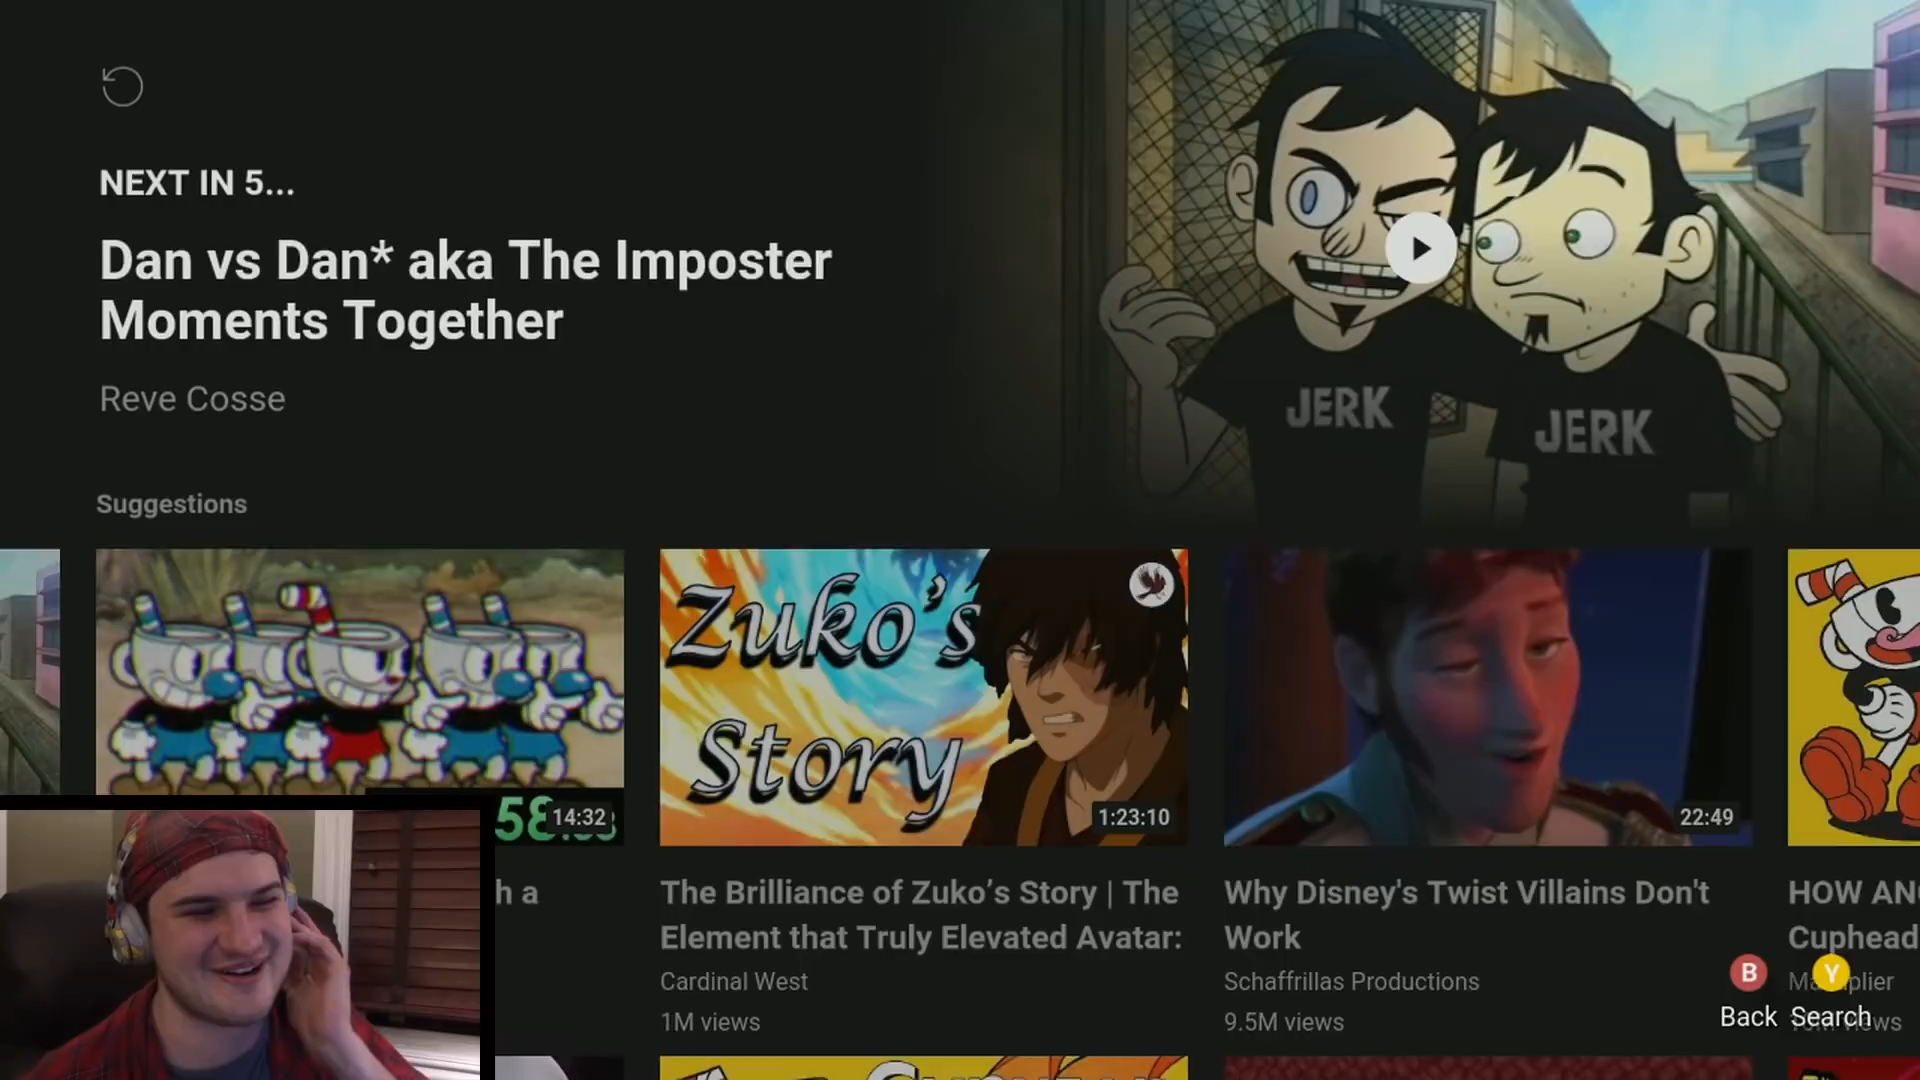 NEXT IN 5...
Dan vs Dan* aka The Imposter
Moments Together
Reve Cosse
JERK
JERK
Suggestions
14:32
Zuko's
Story
1:23:10
22:49
h a
The Brilliance of Zuko’s Story | The
Element that Truly Elevated Avatar:
Cardinal West
1M views
Why Disney's Twist Villains Don't
Work
Schaffrillas Productions
9.5M views
HOW AN
Cuphead
B
Y
Back
Search